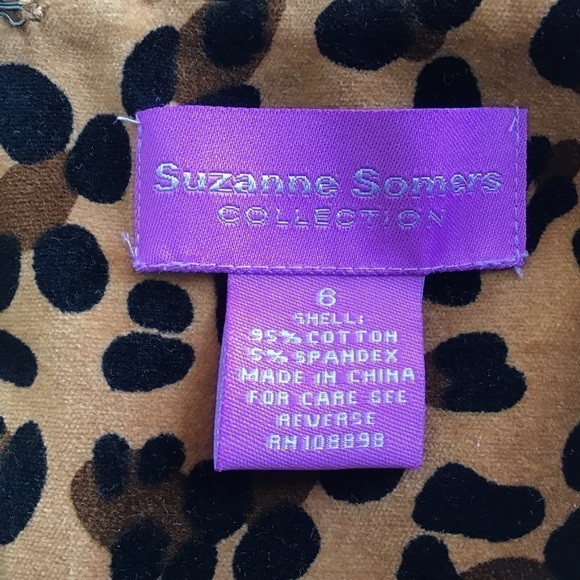 Suzanne Somers
COLLECTION
6
SHELL:
95% COTTON
5% SPANDEX
MADE IN CHINA
FOR CARE SEE
REVERSE
RN108898